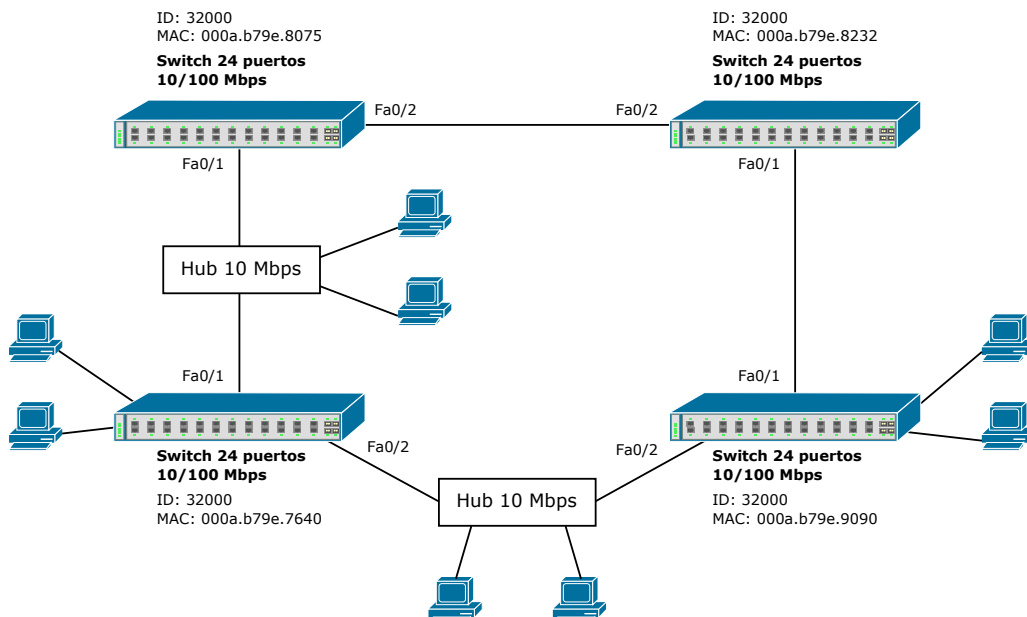 ID: 32000
MAC: 000a.b79e.8075
Switch 24 puertos
10/100 Mbps
ID: 32000
MAC: 000a.b79e.8232
Switch 24 puertos
10/100 Mbps
Fa0/2
Fa0/2
Fa0/1
Fa0/1
Hub 10 Mbps
Fa0/1
Fa0/1
Fa0/2
Fa0/2
Switch 24 puertos
10/100 Mbps
ID: 32000
MAC: 000a.b79e.7640
Hub 10 Mbps
Switch 24 puertos
10/100 Mbps
ID: 32000
MAC: 000a.b79e.9090